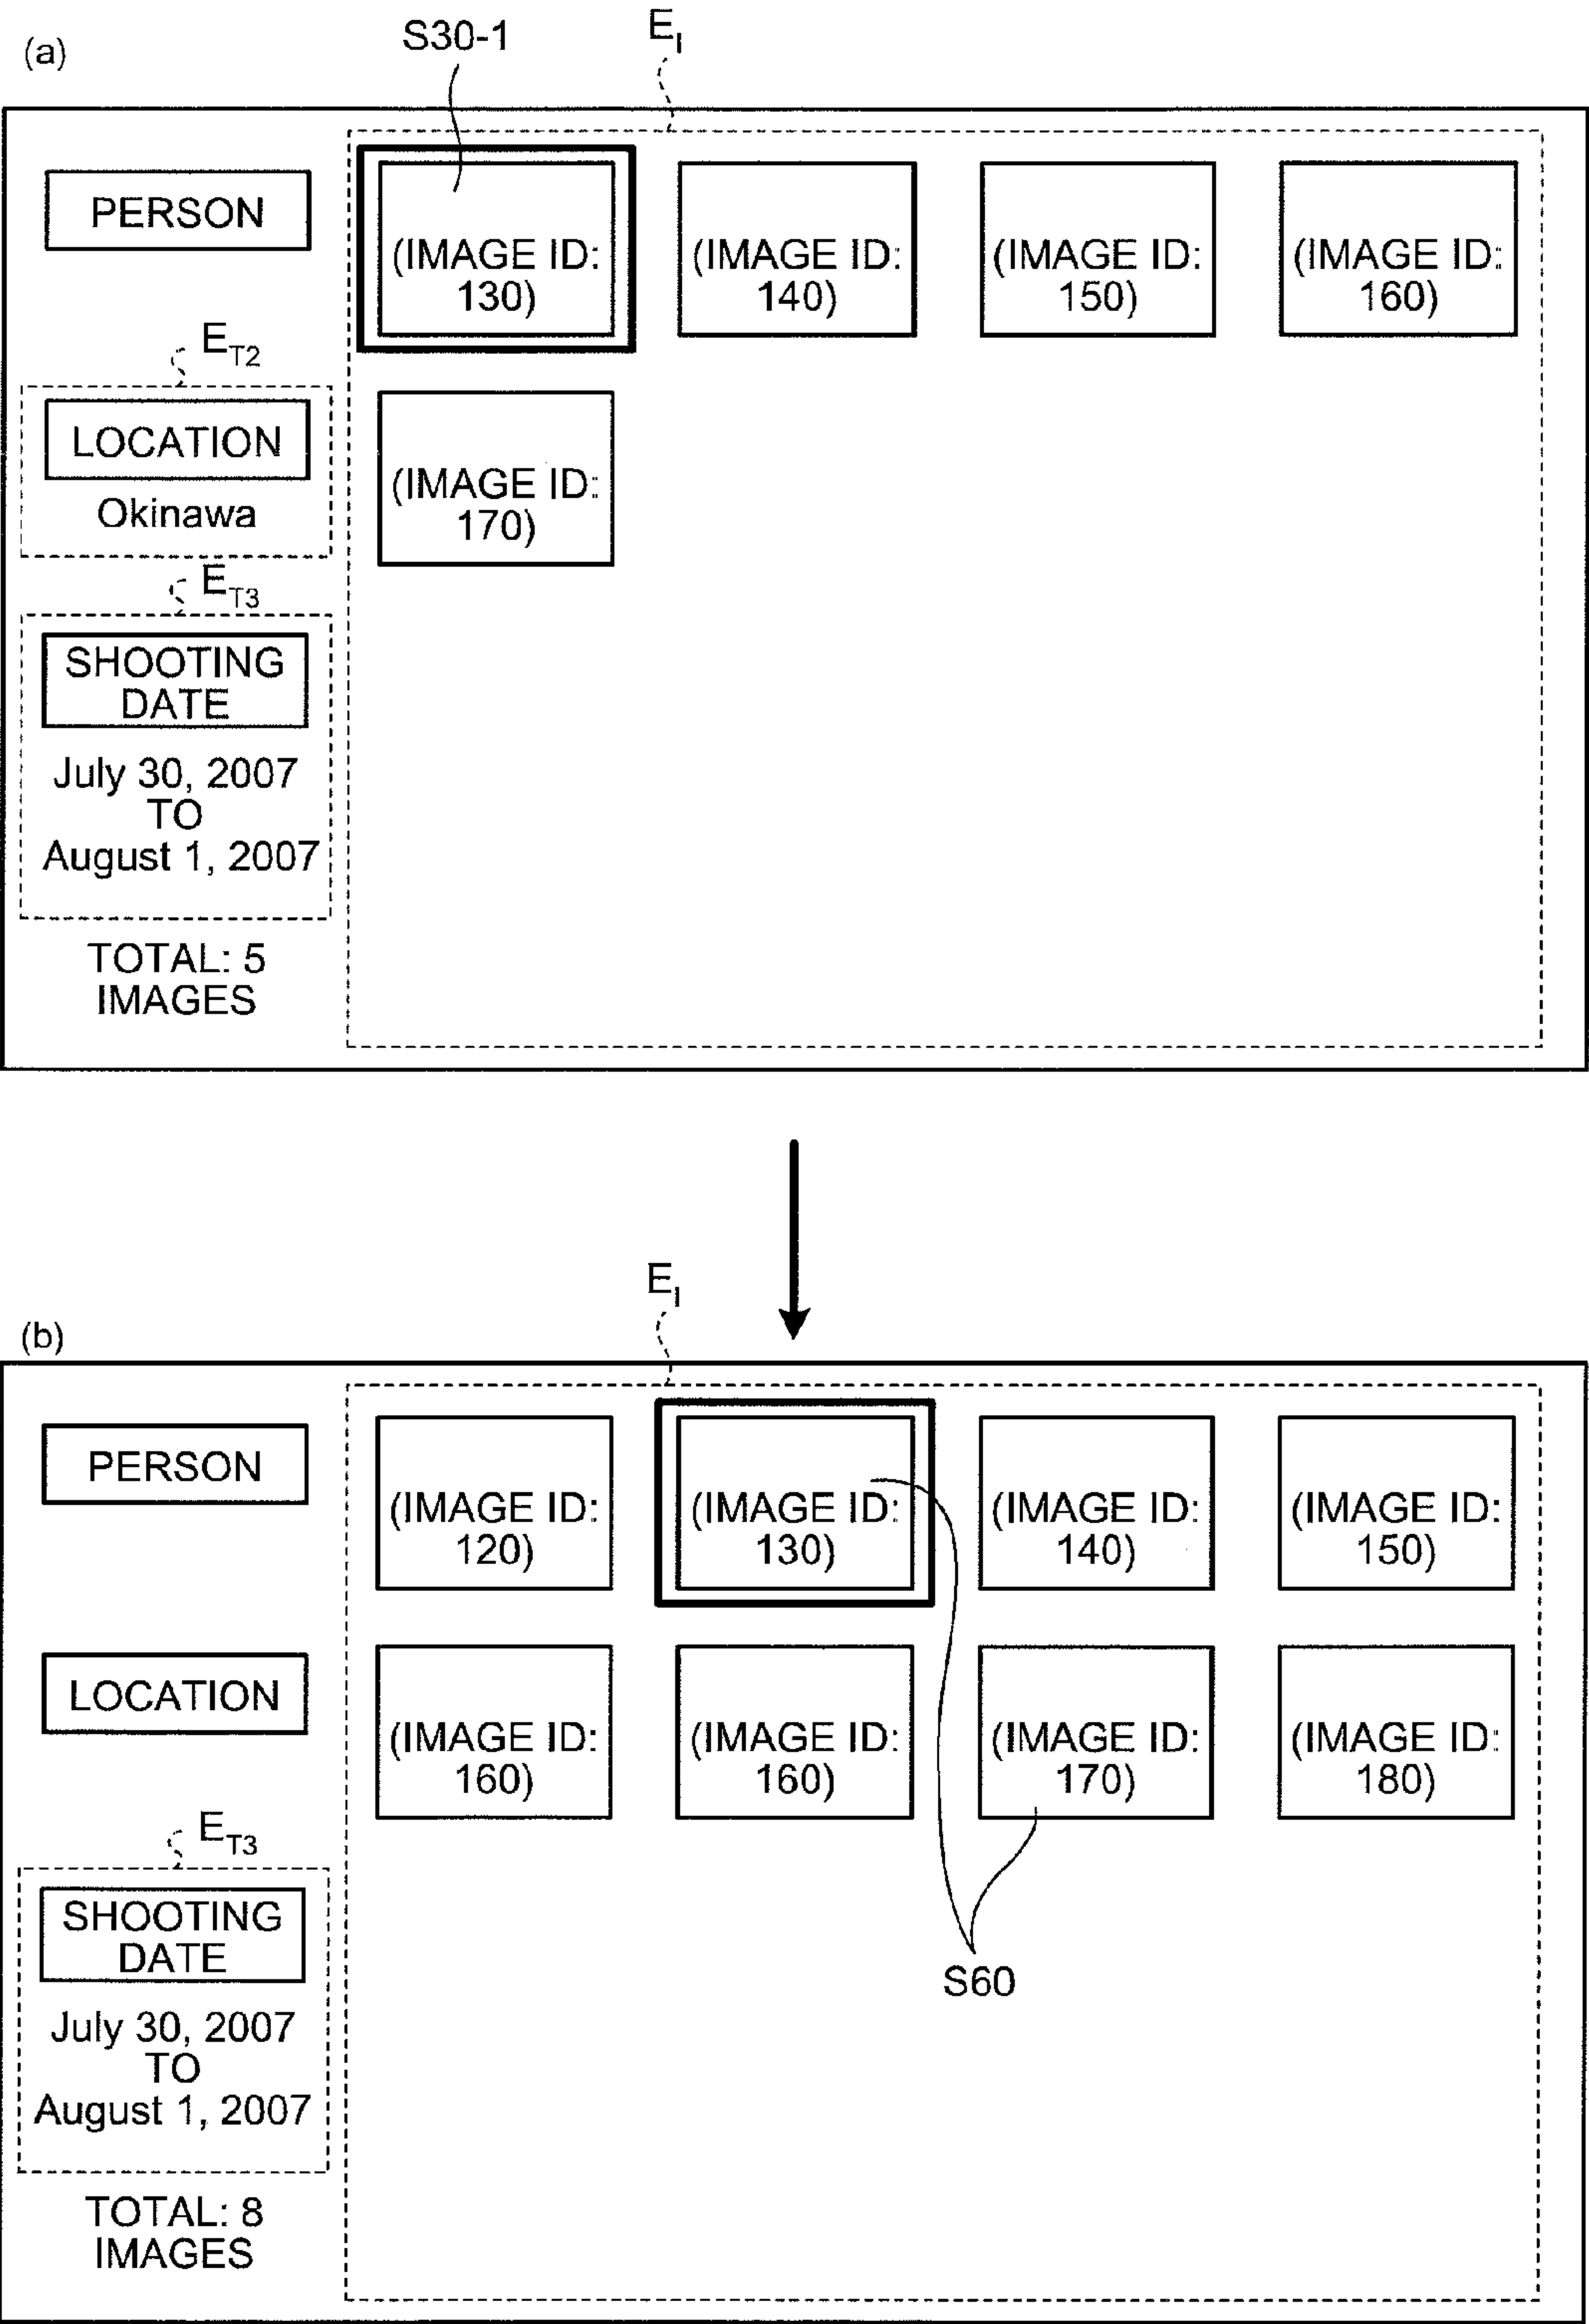 (a)
S30-1
EI
PERSON
(IMAGE ID:
130)
(IMAGE ID:
140)
(IMAGE ID:
150)
(IMAGE ID:
160)
ET2
LOCATION
Okinawa
(IMAGE ID:
170)
ET3
SHOOTING
DATE
July 30, 2007
TO
August 1, 2007
TOTAL: 5
IMAGES
(b)
EI
PERSON
(IMAGE ID:
120)
(IMAGE ID:
130)
(IMAGE ID:
140)
(IMAGE ID:
150)
LOCATION
(IMAGE ID:
160)
(IMAGE ID:
160)
(IMAGE ID:
170)
(IMAGE ID:
180)
ET3
SHOOTING
DATE
S60
July 30, 2007
TO
August 1, 2007
TOTAL: 8
IMAGES